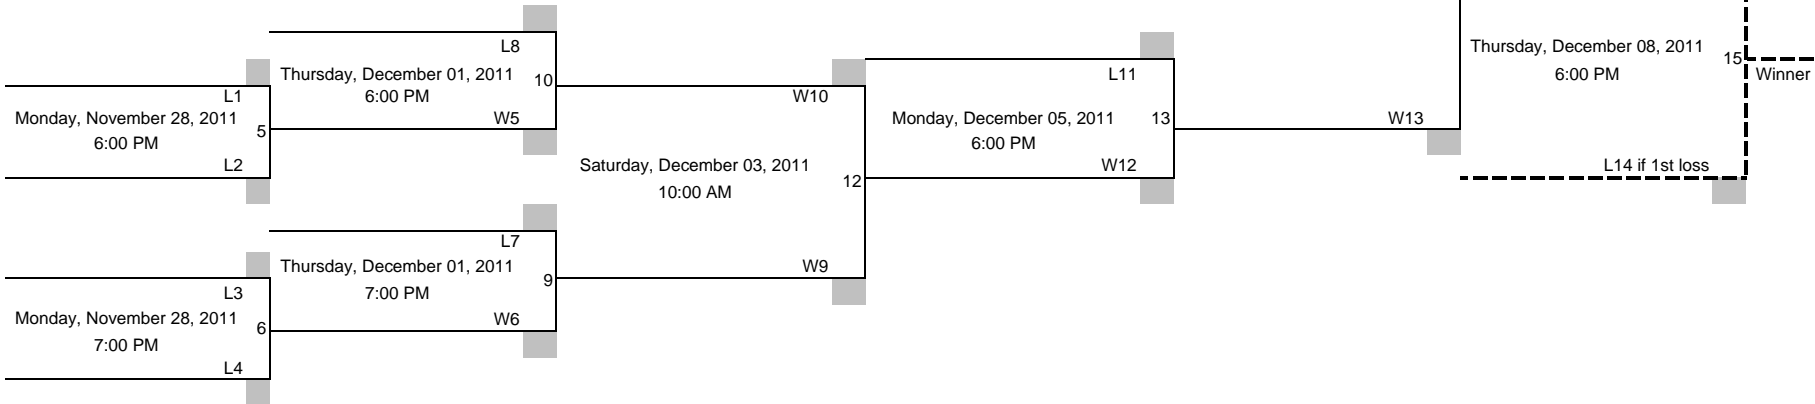 L8
Thursday, December 01, 2011
10
6:00 PM
W5
L1
Monday, November 28, 2011
5
6:00 PM
L2
L7
Thursday, December 01, 2011
9
7:00 PM
W6
L3
Monday, November 28, 2011
6
7:00 PM
L4
W10
Saturday, December 03, 2011
12
10:00 AM
W9
L11
Monday, December 05, 2011
13
6:00 PM
W12
W13
Thursday, December 08, 2011
15
6:00 PM
Winner
L14 if 1st loss